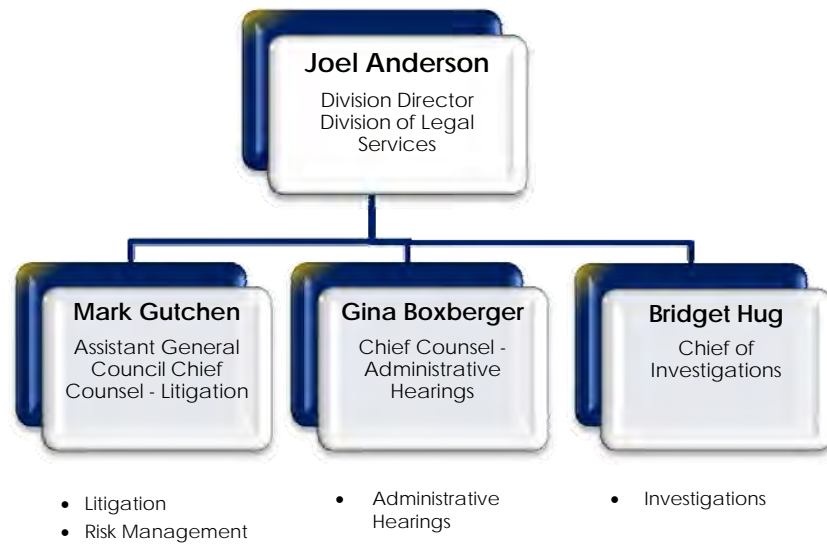 Joel Anderson
Division Director
Division of Legal
Services
Mark Gutchen
Assistant General
Council Chief
Counsel - Litigation
Gina Boxberger
Chief Counsel -
Administrative
Hearings
Bridget Hug
Chief of
Investigations
• Litigation
• Risk Management
• Administrative
Hearings
• Investigations